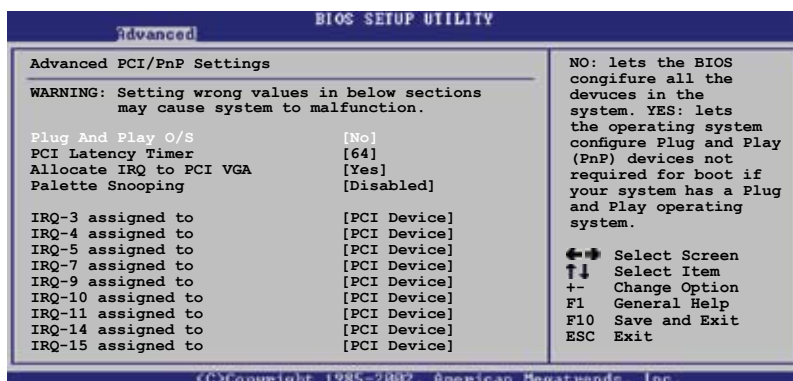 BIOS SETUP UTILITY
Advanced
Advanced PCI/PnP Settings
WARNING: Setting wrong values in below sections
may cause system to malfunction.
Plug And Play O/S [No]
PCI Latency Timer [64]
Allocate IRQ to PCI VGA [Yes]
Palette Snooping [Disabled]
IRQ-3 assigned to [PCI Device]
IRQ-4 assigned to [PCI Device]
IRQ-5 assigned to [PCI Device]
IRQ-7 assigned to [PCI Device]
IRQ-9 assigned to [PCI Device]
IRQ-10 assigned to [PCI Device]
IRQ-11 assigned to [PCI Device]
IRQ-14 assigned to [PCI Device]
IRQ-15 assigned to [PCI Device]
NO: lets the BIOS
congifure all the
devuces in the
system. YES: lets
the operating system
configure Plug and Play
(PnP) devices not
required for boot if
your system has a Plug
and Play operating
system.
←→ Select Screen
↑↓ Select Item
+- Change Option
F1 General Help
F10 Save and Exit
ESC Exit
(C)Copyright 1985-2002, American Megatrends, Inc.